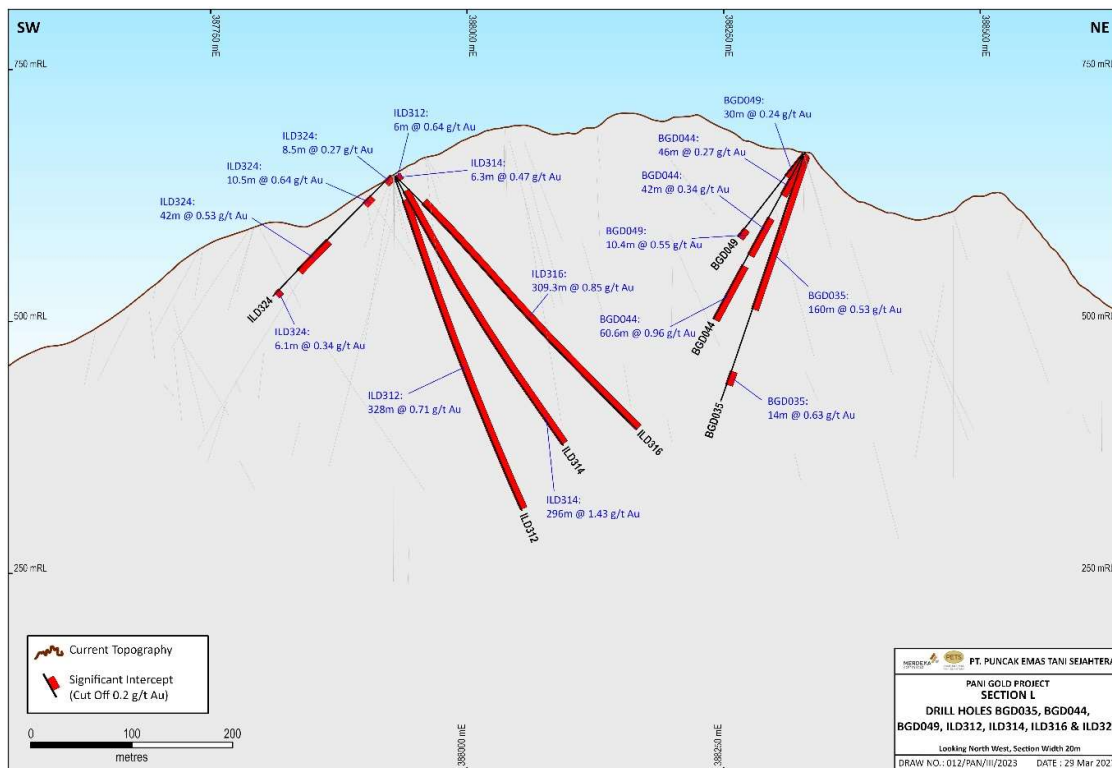 SW
NE
387750 mE
388000 mE
388250 mE
388500 mE
750 mRL
750 mRL
BGD049:
30m @ 0.24 g/t Au
ILD312:
6m @ 0.64 g/t Au
ILD324:
8.5m @ 0.27 g/t Au
BGD044:
46m @ 0.27 g/t Au
ILD314:
6.3m @ 0.47 g/t Au
ILD324:
10.5m @ 0.64 g/t Au
BGD044:
42m @ 0.34 g/t Au
ILD324:
42m @ 0.53 g/t Au
BGD049:
10.4m @ 0.55 g/t Au
BGD049
ILD316:
309.3m @ 0.85 g/t Au
BGD035:
160m @ 0.53 g/t Au
ILD324
500 mRL
500 mRL
BGD044:
60.6m @ 0.96 g/t Au
BGD044
ILD324:
6.1m @ 0.34 g/t Au
ILD312:
328m @ 0.71 g/t Au
BGD035:
14m @ 0.63 g/t Au
BGD035
ILD316
ILD314
ILD314:
296m @ 1.43 g/t Au
ILD312
250 mRL
250 mRL
Current Topography
Significant Intercept
(Cut Off 0.2 g/t Au)
0 100 200
metres
388000 mE
388250 mE
MERDEKA
PETS
PT. PUNCAK EMAS TANI SEJAHTERA
PANI GOLD PROJECT
SECTION L
DRILL HOLES BGD035, BGD044,
BGD049, ILD312, ILD314, ILD316 & ILD32
Looking North West, Section Width 20m
DRAW NO.: 012/PAN/III/2023 DATE : 29 Mar 202